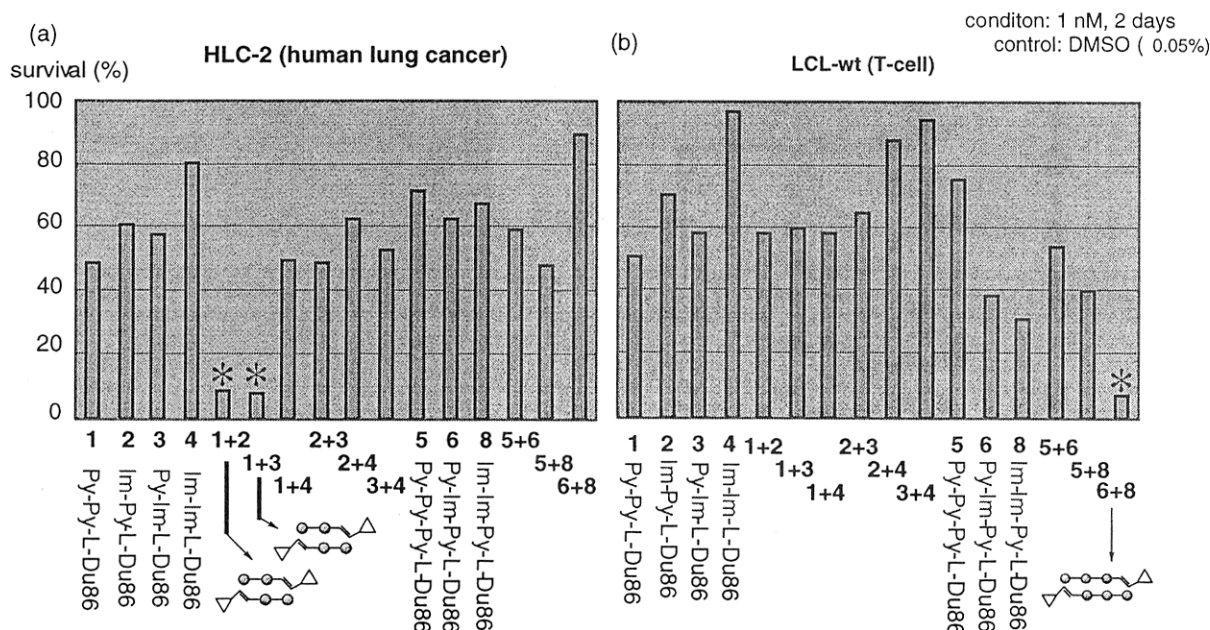 conditon: 1 nM, 2 days
control: DMSO ( 0.05%)
(a)
HLC-2 (human lung cancer)
survival (%)
100
80
60
40
20
0
1 2 3 4 1+2 2+3 5 6 8 5+6
1+3 2+4 5+8
1+4 3+4 6+8
Py-Py-L-Du86
Im-Py-L-Du86
Py-Im-L-Du86
Im-Im-L-Du86
Py-Py-Py-L-Du86
Py-Im-Py-L-Du86
Im-Im-Py-L-Du86
(b)
LCL-wt (T-cell)
1 2 3 4 1+2 2+3 5 6 8 5+6
1+3 2+4 5+8
1+4 3+4 6+8
Py-Py-L-Du86
Im-Py-L-Du86
Py-Im-L-Du86
Im-Im-L-Du86
Py-Py-Py-L-Du86
Py-Im-Py-L-Du86
Im-Im-Py-L-Du86